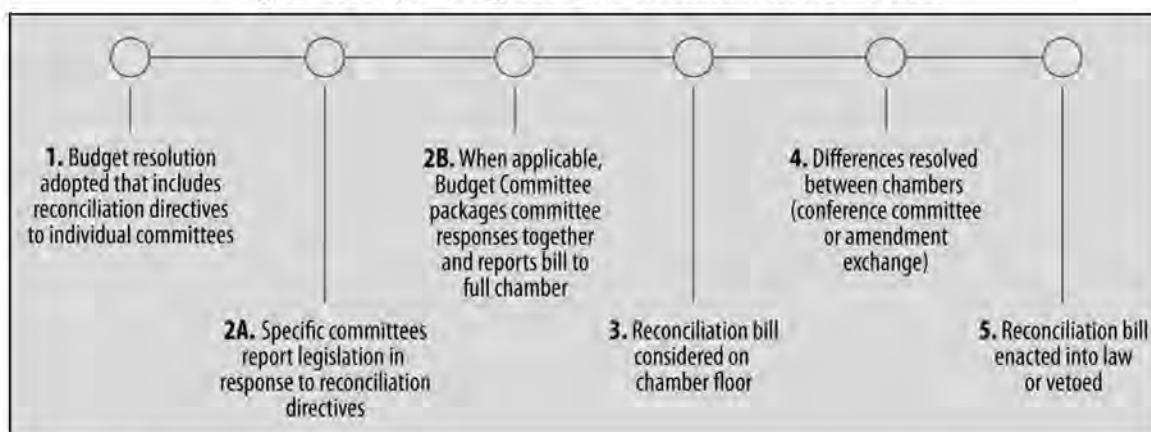 1. Budget resolution
adopted that includes
reconciliation directives
to individual committees
2A. Specific committees
report legislation in
response to reconciliation
directives
2B. When applicable,
Budget Committee
packages committee
responses together
and reports bill to
full chamber
3. Reconciliation bill
considered on
chamber floor
4. Differences resolved
between chambers
(conference committee
or amendment
exchange)
5. Reconciliation bill
enacted into law
or vetoed